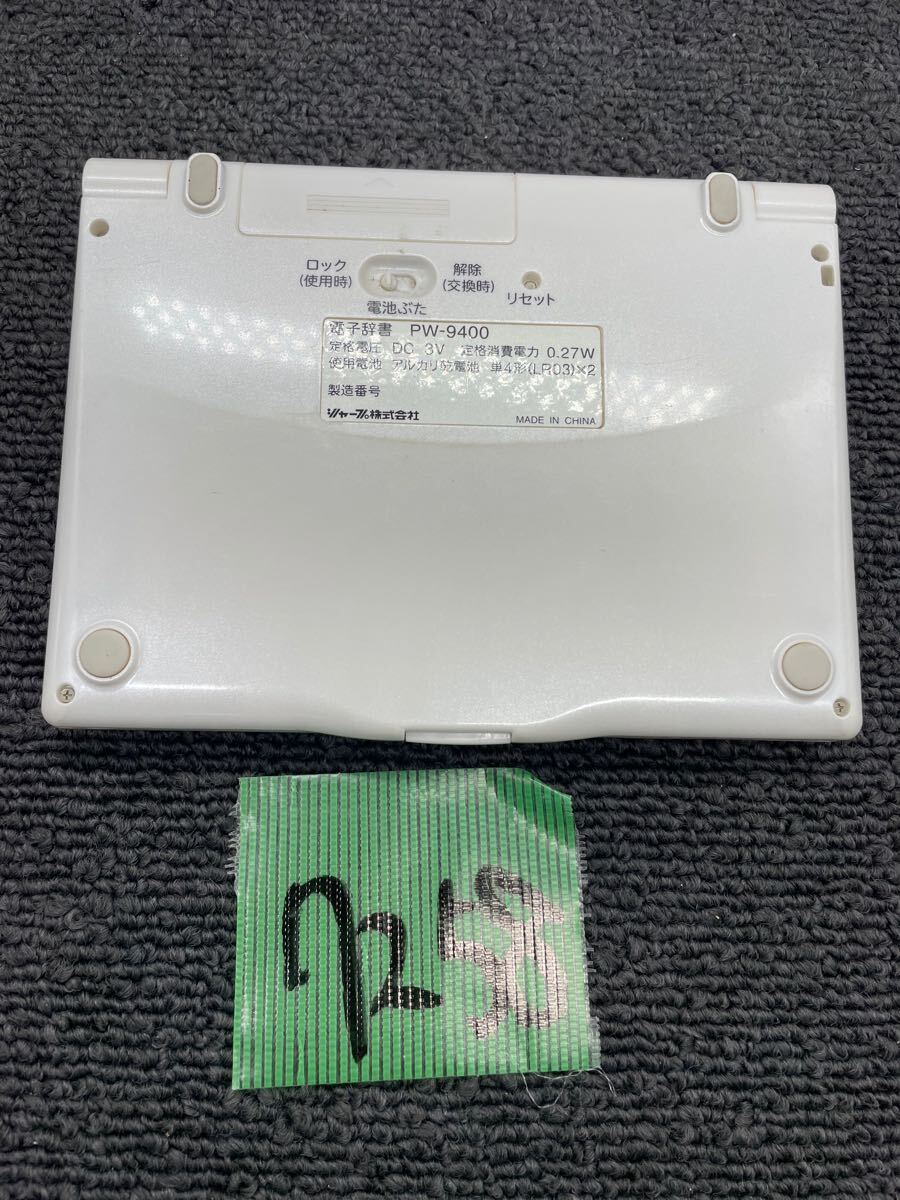 ロック
(使用時)
解除
(交換時)
リセット
電池ぶた
電子辞書 PW-9400
定格電圧 DC 3V 定格消費電力 0.27W
使用電池 アルカリ乾電池 単4形(LR03)×2
製造番号
シャープ株式会社
MADE IN CHINA